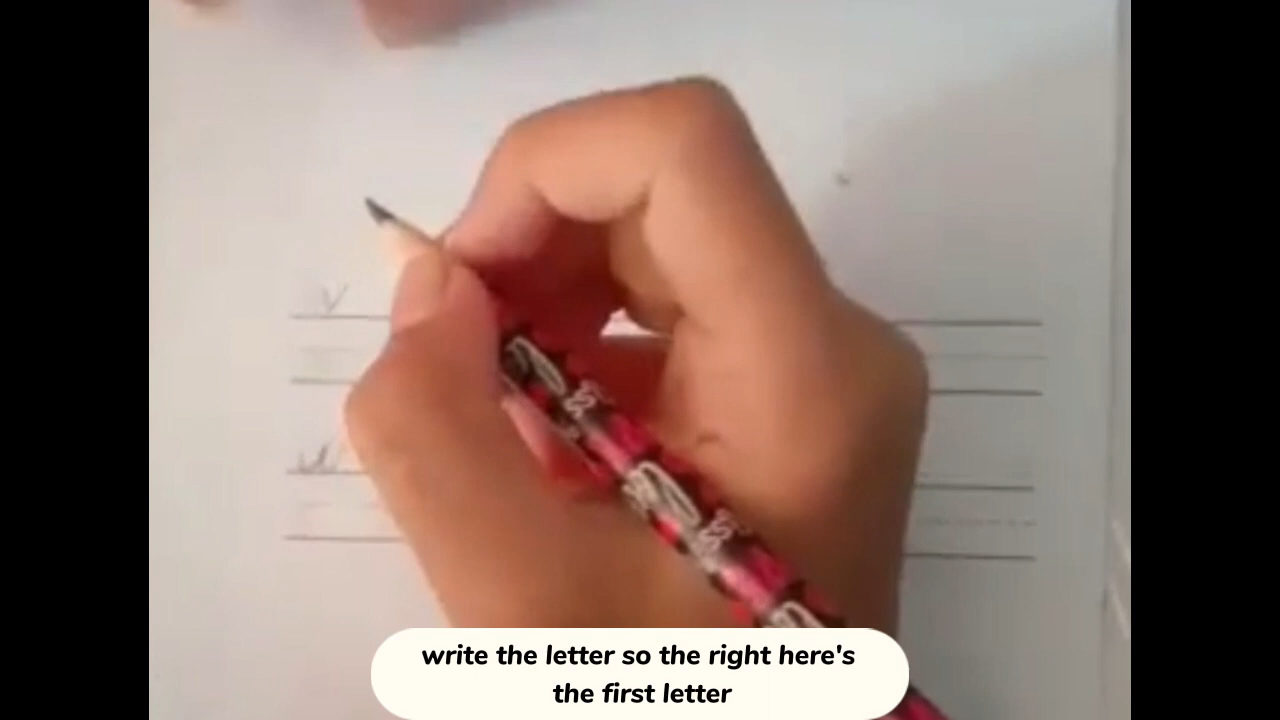 V
W
write the letter so the right here's
the first letter